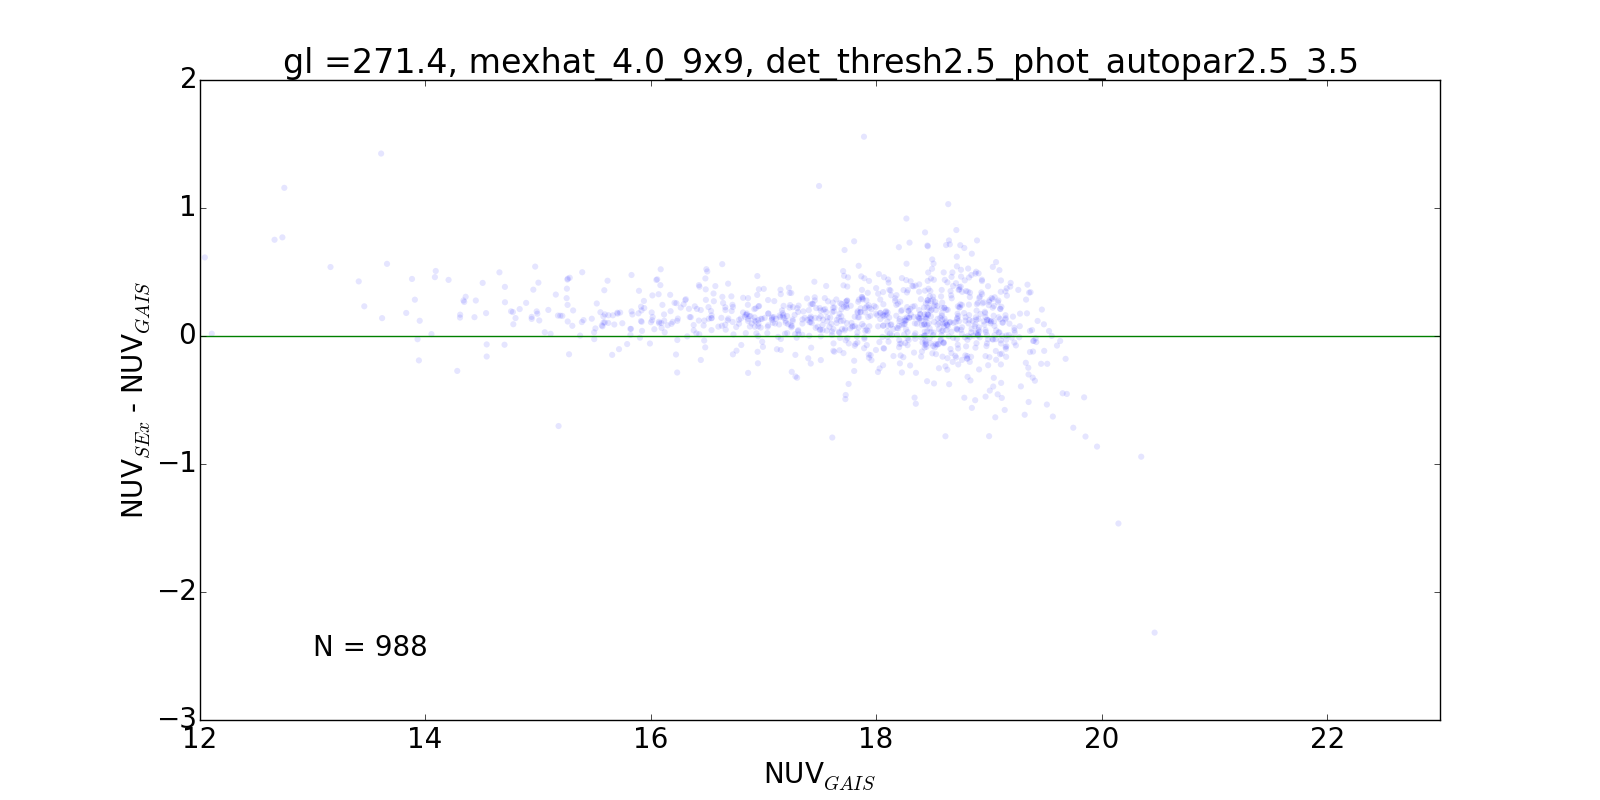 gl =271.4, mexhat_4.0_9x9, det_thresh2.5_phot_autopar2.5_3.5
2
1
0
−1
−2
−3
NUV_SEx - NUV_GAIS
N = 988
12 14 16 18 20 22
NUV_GAIS